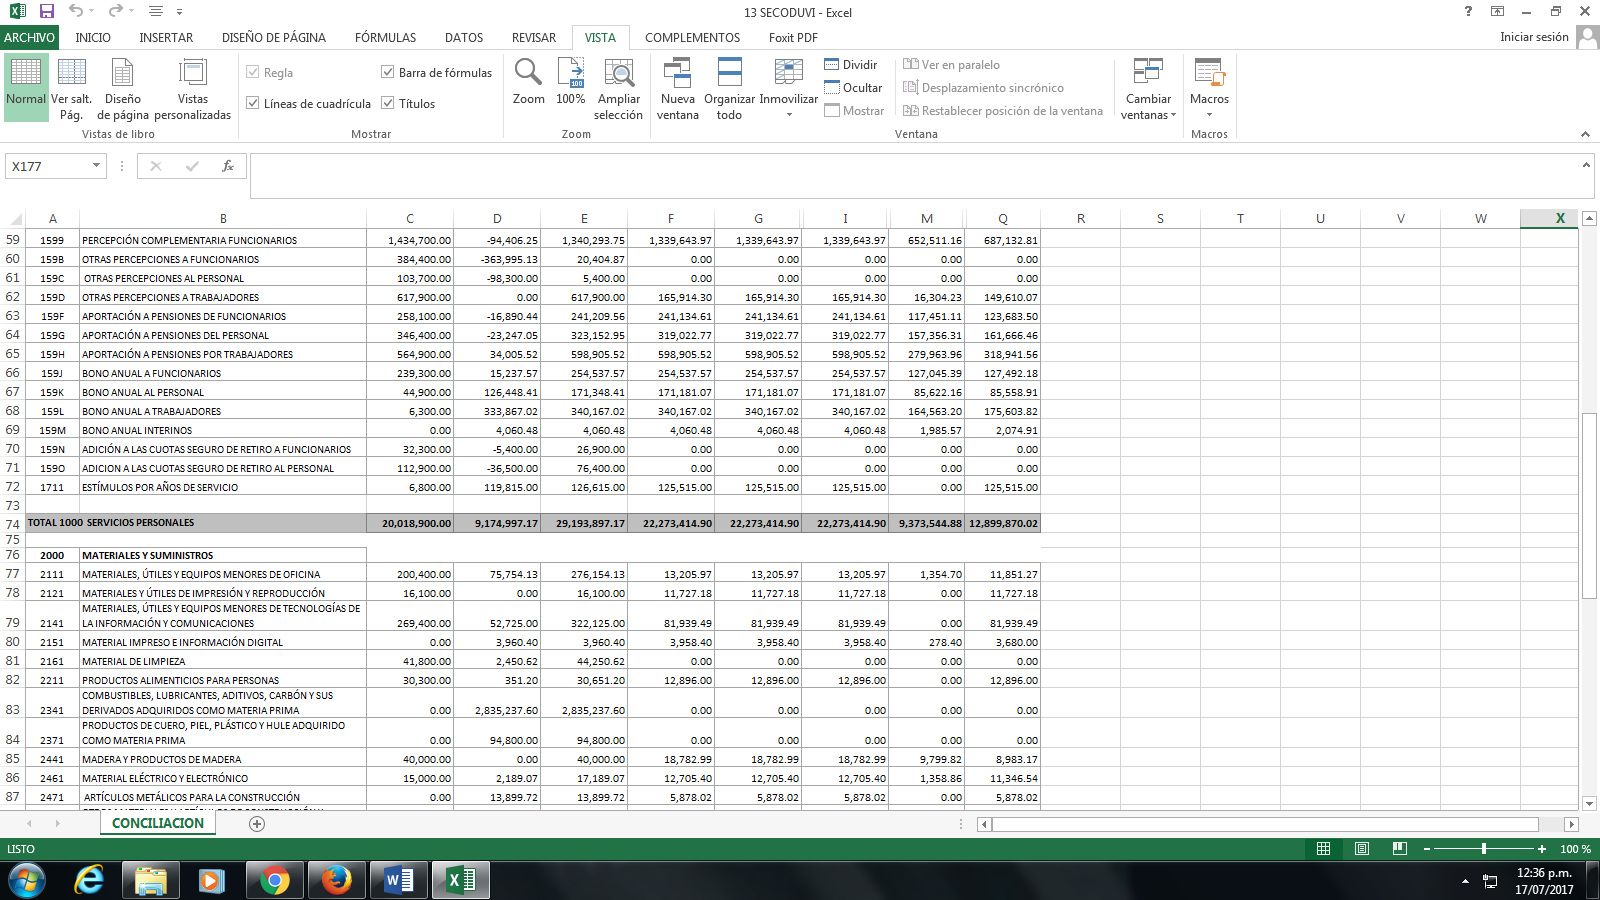 13 SECODUVI - Excel
?
ARCHIVO INICIO INSERTAR DISEÑO DE PÁGINA FÓRMULAS DATOS REVISAR VISTA COMPLEMENTOS Foxit PDF Iniciar sesión
Normal Ver salt. Pág. Diseño de página Vistas personalizadas
Regla Barra de fórmulas
Líneas de cuadrícula Títulos
Zoom 100% Ampliar selección
Nueva ventana Organizar todo Inmovilizar
Dividir
Ocultar
Mostrar
Ver en paralelo
Desplazamiento sincrónico
Restablecer posición de la ventana
Cambiar ventanas Macros
Vistas de libro Mostrar Zoom Ventana Macros
X177 fx
A B C D E F G I M Q R S T U V W X
59 1599 PERCEPCIÓN COMPLEMENTARIA FUNCIONARIOS 1,434,700.00 -94,406.25 1,340,293.75 1,339,643.97 1,339,643.97 1,339,643.97 652,511.16 687,132.81
60 159B OTRAS PERCEPCIONES A FUNCIONARIOS 384,400.00 -363,995.13 20,404.87 0.00 0.00 0.00 0.00 0.00
61 159C OTRAS PERCEPCIONES AL PERSONAL 103,700.00 -98,300.00 5,400.00 0.00 0.00 0.00 0.00 0.00
62 159D OTRAS PERCEPCIONES A TRABAJADORES 617,900.00 0.00 617,900.00 165,914.30 165,914.30 165,914.30 16,304.23 149,610.07
63 159F APORTACIÓN A PENSIONES DE FUNCIONARIOS 258,100.00 -16,890.44 241,209.56 241,134.61 241,134.61 241,134.61 117,451.11 123,683.50
64 159G APORTACIÓN A PENSIONES DEL PERSONAL 346,400.00 -23,247.05 323,152.95 319,022.77 319,022.77 319,022.77 157,356.31 161,666.46
65 159H APORTACIÓN A PENSIONES POR TRABAJADORES 564,900.00 34,005.52 598,905.52 598,905.52 598,905.52 598,905.52 279,963.96 318,941.56
66 159J BONO ANUAL A FUNCIONARIOS 239,300.00 15,237.57 254,537.57 254,537.57 254,537.57 254,537.57 127,045.39 127,492.18
67 159K BONO ANUAL AL PERSONAL 44,900.00 126,448.41 171,348.41 171,181.07 171,181.07 171,181.07 85,622.16 85,558.91
68 159L BONO ANUAL A TRABAJADORES 6,300.00 333,867.02 340,167.02 340,167.02 340,167.02 340,167.02 164,563.20 175,603.82
69 159M BONO ANUAL INTERINOS 0.00 4,060.48 4,060.48 4,060.48 4,060.48 4,060.48 1,985.57 2,074.91
70 159N ADICIÓN A LAS CUOTAS SEGURO DE RETIRO A FUNCIONARIOS 32,300.00 -5,400.00 26,900.00 0.00 0.00 0.00 0.00 0.00
71 159O ADICION A LAS CUOTAS SEGURO DE RETIRO AL PERSONAL 112,900.00 -36,500.00 76,400.00 0.00 0.00 0.00 0.00 0.00
72 1711 ESTÍMULOS POR AÑOS DE SERVICIO 6,800.00 119,815.00 126,615.00 125,515.00 125,515.00 125,515.00 0.00 125,515.00
73
74 TOTAL 1000 SERVICIOS PERSONALES 20,018,900.00 9,174,997.17 29,193,897.17 22,273,414.90 22,273,414.90 22,273,414.90 9,373,544.88 12,899,870.02
75
76 2000 MATERIALES Y SUMINISTROS
77 2111 MATERIALES, ÚTILES Y EQUIPOS MENORES DE OFICINA 200,400.00 75,754.13 276,154.13 13,205.97 13,205.97 13,205.97 1,354.70 11,851.27
78 2121 MATERIALES Y ÚTILES DE IMPRESIÓN Y REPRODUCCIÓN 16,100.00 0.00 16,100.00 11,727.18 11,727.18 11,727.18 0.00 11,727.18
MATERIALES, ÚTILES Y EQUIPOS MENORES DE TECNOLOGÍAS DE
79 2141 LA INFORMACIÓN Y COMUNICACIONES 269,400.00 52,725.00 322,125.00 81,939.49 81,939.49 81,939.49 0.00 81,939.49
80 2151 MATERIAL IMPRESO E INFORMACIÓN DIGITAL 0.00 3,960.40 3,960.40 3,958.40 3,958.40 3,958.40 278.40 3,680.00
81 2161 MATERIAL DE LIMPIEZA 41,800.00 2,450.62 44,250.62 0.00 0.00 0.00 0.00 0.00
82 2211 PRODUCTOS ALIMENTICIOS PARA PERSONAS 30,300.00 351.20 30,651.20 12,896.00 12,896.00 12,896.00 0.00 12,896.00
COMBUSTIBLES, LUBRICANTES, ADITIVOS, CARBÓN Y SUS
83 2341 DERIVADOS ADQUIRIDOS COMO MATERIA PRIMA 0.00 2,835,237.60 2,835,237.60 0.00 0.00 0.00 0.00 0.00
PRODUCTOS DE CUERO, PIEL, PLÁSTICO Y HULE ADQUIRIDO
84 2371 COMO MATERIA PRIMA 0.00 94,800.00 94,800.00 0.00 0.00 0.00 0.00 0.00
85 2441 MADERA Y PRODUCTOS DE MADERA 40,000.00 0.00 40,000.00 18,782.99 18,782.99 18,782.99 9,799.82 8,983.17
86 2461 MATERIAL ELÉCTRICO Y ELECTRÓNICO 15,000.00 2,189.07 17,189.07 12,705.40 12,705.40 12,705.40 1,358.86 11,346.54
87 2471 ARTÍCULOS METÁLICOS PARA LA CONSTRUCCIÓN 0.00 13,899.72 13,899.72 5,878.02 5,878.02 5,878.02 0.00 5,878.02
CONCILIACION
LISTO 100 %
12:36 p.m.
17/07/2017